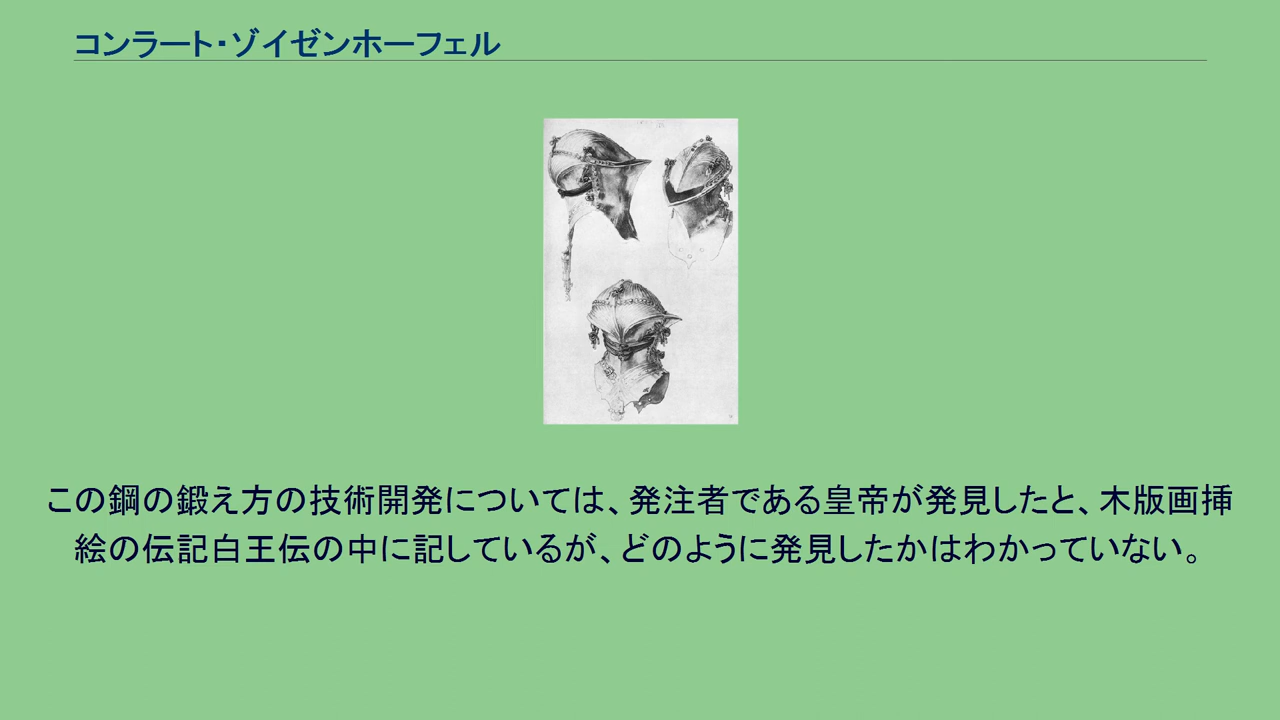 コンラート・ゾイゼンホーフェル
この鋼の鍛え方の技術開発については、発注者である皇帝が発見したと、木版画挿
絵の伝記白王伝の中に記しているが、どのように発見したかはわかっていない。